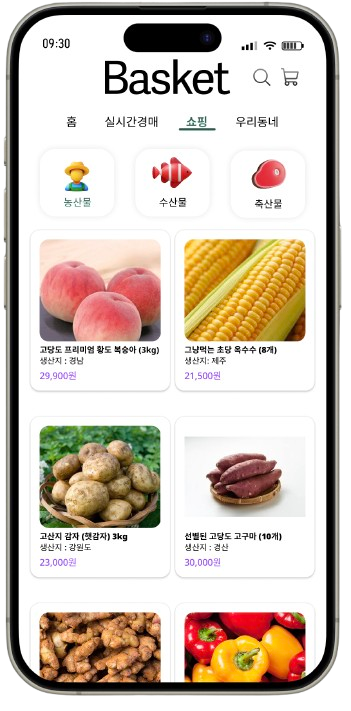 09:30
Basket
홈 실시간경매 쇼핑 우리동네
농산물 수산물 축산물
고당도 프리미엄 황도 복숭아 (3kg)
생산지 : 경남
29,900원
그냥먹는 초당 옥수수 (8개)
생산지: 제주
21,500원
고산지 감자 (햇감자) 3kg
생산지 : 강원도
23,000원
선별된 고당도 고구마 (10개)
생산지 : 경산
30,000원